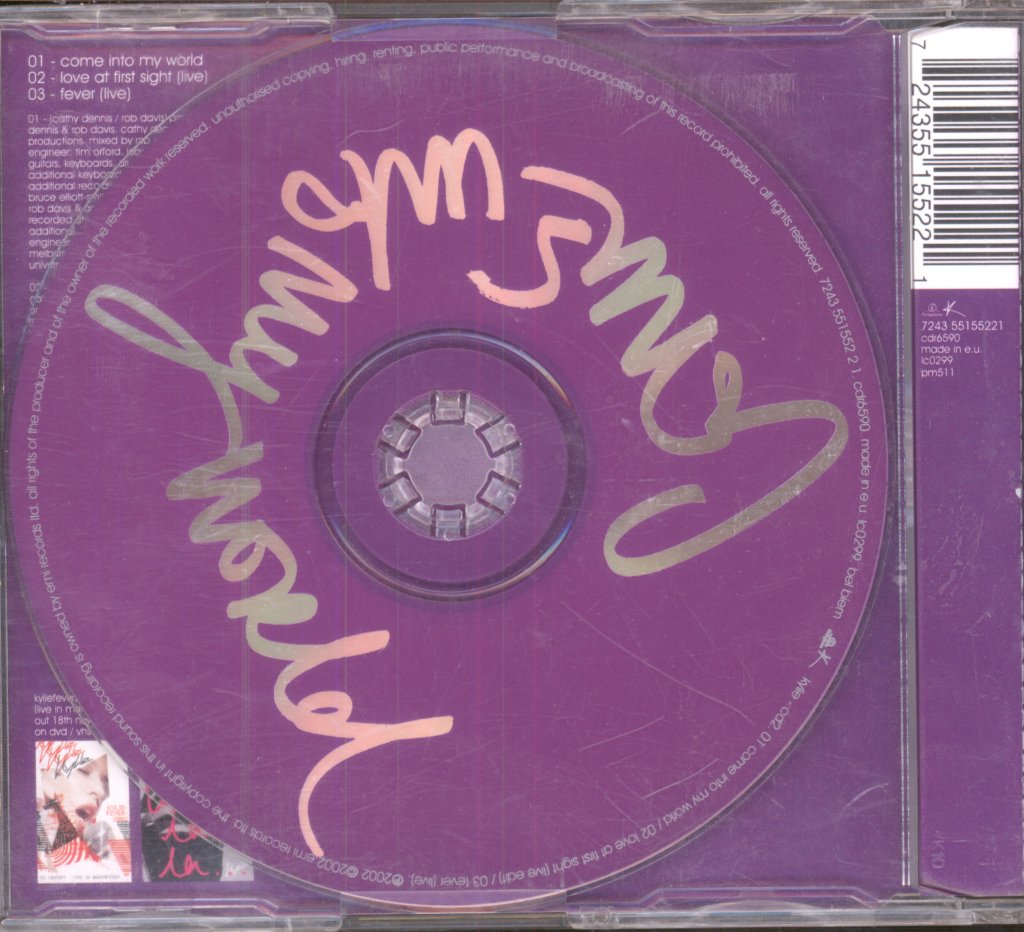 01 - come into my world
02 - love at first sight (live)
03 - fever (live)
01 - (cathy dennis / rob davis)
dennis & rob davis. cathy
productions. mixed by rob
engineer: tim orford.
guitars, keyboards,
additional keyboard
additional
bruce
rob davis &
recorded
additional
engineer
02 -
kyliefever
(live in
out 18th
on dvd / vhs
unauthorised copying, hiring, renting, public performance and broadcasting of this record prohibited. all rights reserved. 7243 551552 2 1. cdr6590. made in e.u. lc0299. bel biem
kylie - cd2 01 come into my world / 02 love at first sight (live edit) / 03 fever (live). ℗2002 ©2002 emi records ltd. the copyright in this sound recording is owned by emi records ltd. all rights of the producer and of the owner of the recorded work reserved.
Come into my world
7 24355 15522 1
7243 55155221
cdr6590
made in e.u.
lc0299
pm511